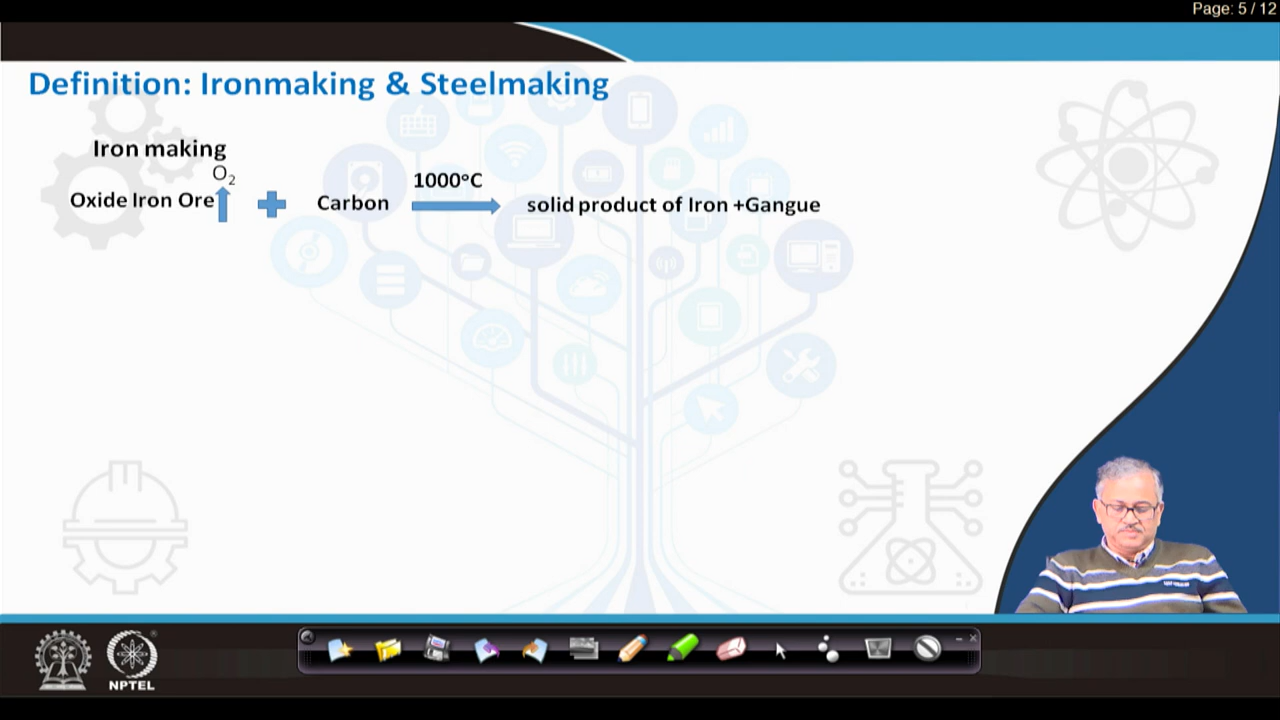 Page: 5 / 12
Definition: Ironmaking & Steelmaking
Iron making
O₂
Oxide Iron Ore + Carbon 1000°C solid product of Iron +Gangue
NPTEL